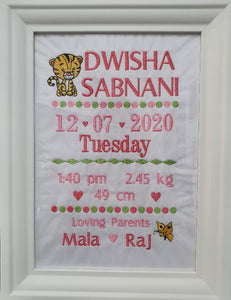 DWISHA
SABNANI
12 ♥ 07 ♥ 2020
Tuesday
1:40 pm 2.45 kg
♥ 49 cm ♥
Loving Parents
Mala ♥ Raj